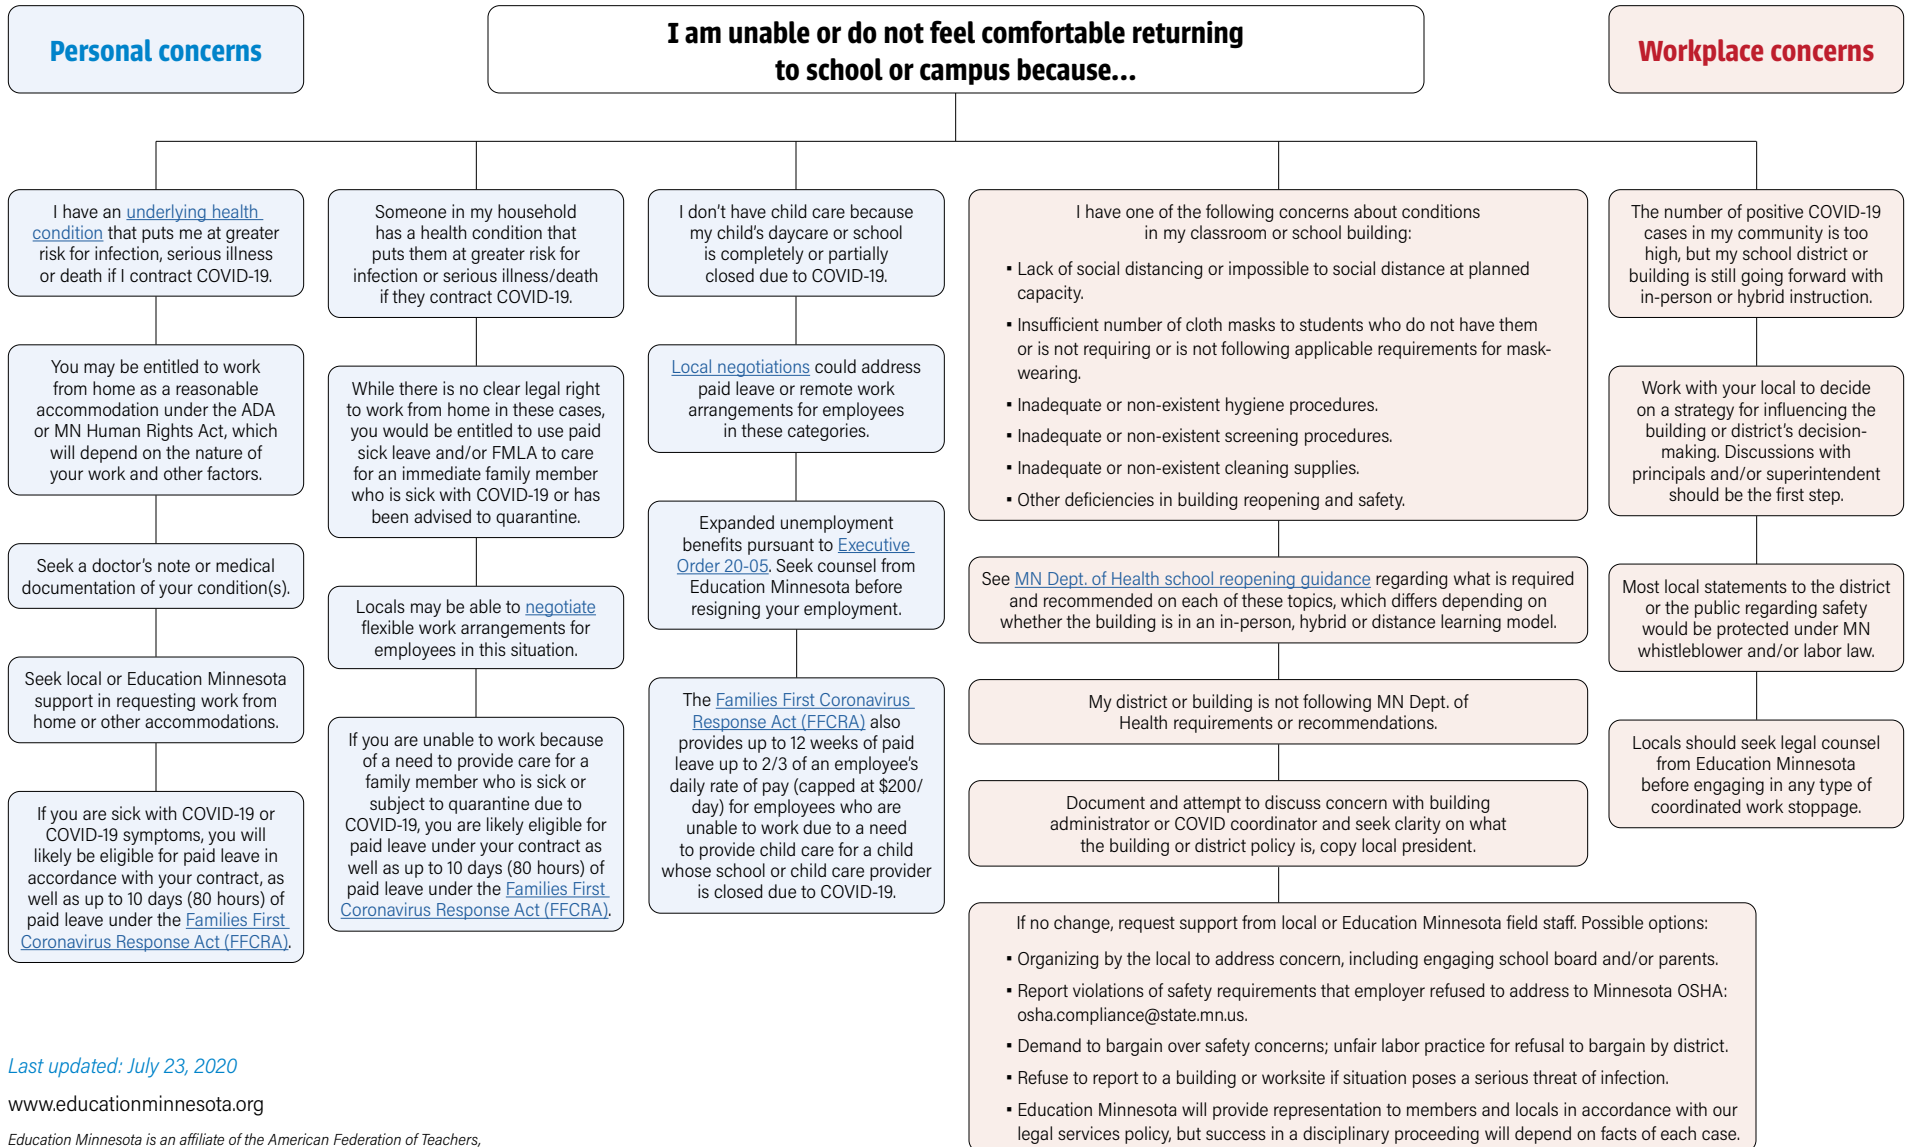 Personal concerns
I am unable or do not feel comfortable returning
to school or campus because...
Workplace concerns
I have an underlying health
condition that puts me at greater
risk for infection, serious illness
or death if I contract COVID-19.
You may be entitled to work
from home as a reasonable
accommodation under the ADA
or MN Human Rights Act, which
will depend on the nature of
your work and other factors.
Seek a doctor’s note or medical
documentation of your condition(s).
Seek local or Education Minnesota
support in requesting work from
home or other accommodations.
If you are sick with COVID-19 or
COVID-19 symptoms, you will
likely be eligible for paid leave in
accordance with your contract, as
well as up to 10 days (80 hours) of
paid leave under the Families First
Coronavirus Response Act (FFCRA).
Someone in my household
has a health condition that
puts them at greater risk for
infection or serious illness/death
if they contract COVID-19.
While there is no clear legal right
to work from home in these cases,
you would be entitled to use paid
sick leave and/or FMLA to care
for an immediate family member
who is sick with COVID-19 or has
been advised to quarantine.
Locals may be able to negotiate
flexible work arrangements for
employees in this situation.
If you are unable to work because
of a need to provide care for a
family member who is sick or
subject to quarantine due to
COVID-19, you are likely eligible for
paid leave under your contract as
well as up to 10 days (80 hours) of
paid leave under the Families First
Coronavirus Response Act (FFCRA).
I don’t have child care because
my child’s daycare or school
is completely or partially
closed due to COVID-19.
Local negotiations could address
paid leave or remote work
arrangements for employees
in these categories.
Expanded unemployment
benefits pursuant to Executive
Order 20-05. Seek counsel from
Education Minnesota before
resigning your employment.
The Families First Coronavirus
Response Act (FFCRA) also
provides up to 12 weeks of paid
leave up to 2/3 of an employee’s
daily rate of pay (capped at $200/
day) for employees who are
unable to work due to a need
to provide child care for a child
whose school or child care provider
is closed due to COVID-19.
I have one of the following concerns about conditions
in my classroom or school building:
▪ Lack of social distancing or impossible to social distance at planned
capacity.
▪ Insufficient number of cloth masks to students who do not have them
or is not requiring or is not following applicable requirements for mask-
wearing.
▪ Inadequate or non-existent hygiene procedures.
▪ Inadequate or non-existent screening procedures.
▪ Inadequate or non-existent cleaning supplies.
▪ Other deficiencies in building reopening and safety.
See MN Dept. of Health school reopening guidance regarding what is required
and recommended on each of these topics, which differs depending on
whether the building is in an in-person, hybrid or distance learning model.
My district or building is not following MN Dept. of
Health requirements or recommendations.
Document and attempt to discuss concern with building
administrator or COVID coordinator and seek clarity on what
the building or district policy is, copy local president.
If no change, request support from local or Education Minnesota field staff. Possible options:
▪ Organizing by the local to address concern, including engaging school board and/or parents.
▪ Report violations of safety requirements that employer refused to address to Minnesota OSHA:
osha.compliance@state.mn.us.
▪ Demand to bargain over safety concerns; unfair labor practice for refusal to bargain by district.
▪ Refuse to report to a building or worksite if situation poses a serious threat of infection.
▪ Education Minnesota will provide representation to members and locals in accordance with our
legal services policy, but success in a disciplinary proceeding will depend on facts of each case.
The number of positive COVID-19
cases in my community is too
high, but my school district or
building is still going forward with
in-person or hybrid instruction.
Work with your local to decide
on a strategy for influencing the
building or district’s decision-
making. Discussions with
principals and/or superintendent
should be the first step.
Most local statements to the district
or the public regarding safety
would be protected under MN
whistleblower and/or labor law.
Locals should seek legal counsel
from Education Minnesota
before engaging in any type of
coordinated work stoppage.
Last updated: July 23, 2020
www.educationminnesota.org
Education Minnesota is an affiliate of the American Federation of Teachers,